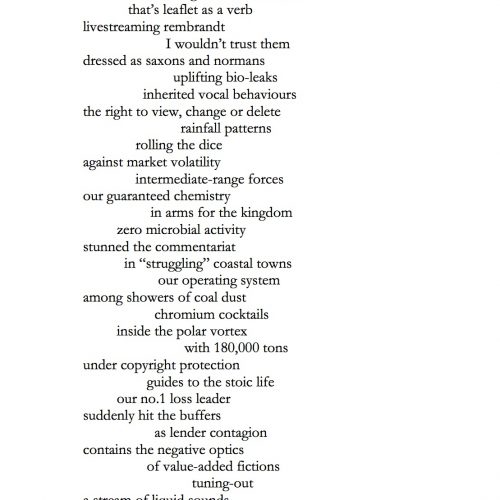 that's leaflet as a verb
livestreaming rembrandt
I wouldn't trust them
dressed as saxons and normans
uplifting bio-leaks
inherited vocal behaviours
the right to view, change or delete
rainfall patterns
rolling the dice
against market volatility
intermediate-range forces
our guaranteed chemistry
in arms for the kingdom
zero microbial activity
stunned the commentariat
in “struggling” coastal towns
our operating system
among showers of coal dust
chromium cocktails
inside the polar vortex
with 180,000 tons
under copyright protection
guides to the stoic life
our no.1 loss leader
suddenly hit the buffers
as lender contagion
contains the negative optics
of value-added fictions
tuning-out
a stream of liquid sounds